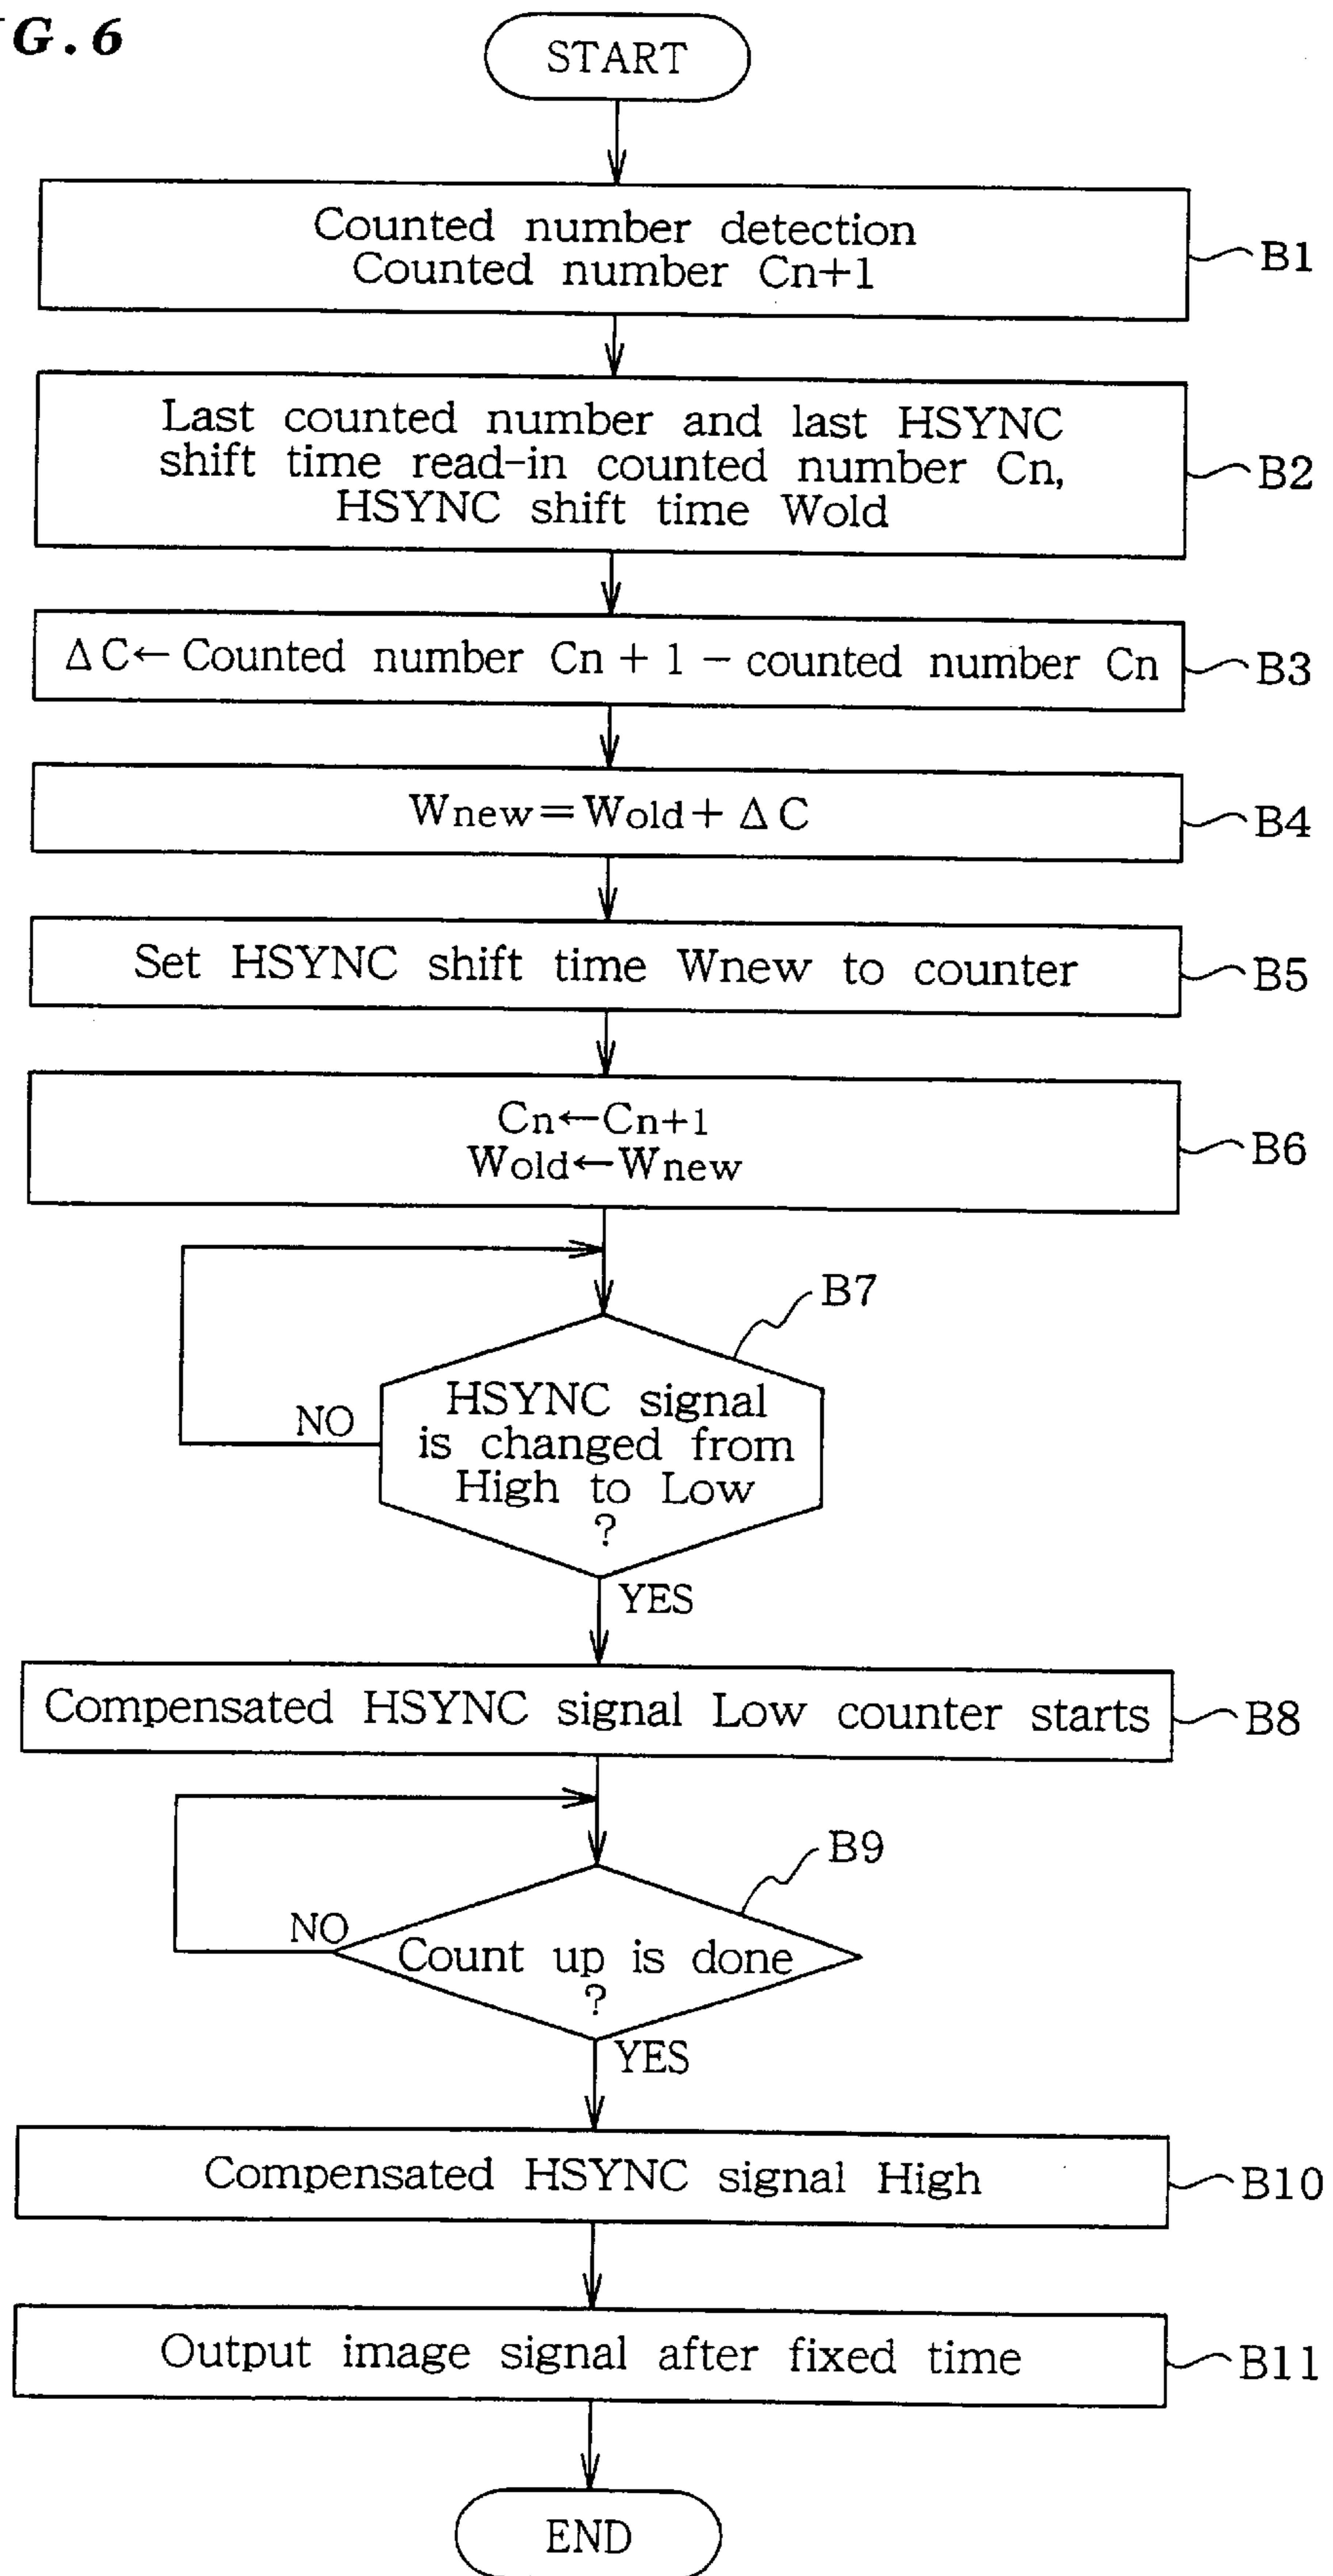 G.6
START
Counted number detection
Counted number Cn+1
B1
Last counted number and last HSYNC
shift time read-in counted number Cn,
HSYNC shift time Wold
B2
ΔC← Counted number Cn + 1 − counted number Cn
B3
Wnew=Wold+ ΔC
B4
Set HSYNC shift time Wnew to counter
B5
Cn←Cn+1
Wold←Wnew
B6
B7
HSYNC signal
is changed from
High to Low
?
NO
YES
Compensated HSYNC signal Low counter starts
B8
B9
NO
Count up is done
?
YES
Compensated HSYNC signal High
B10
Output image signal after fixed time
B11
END